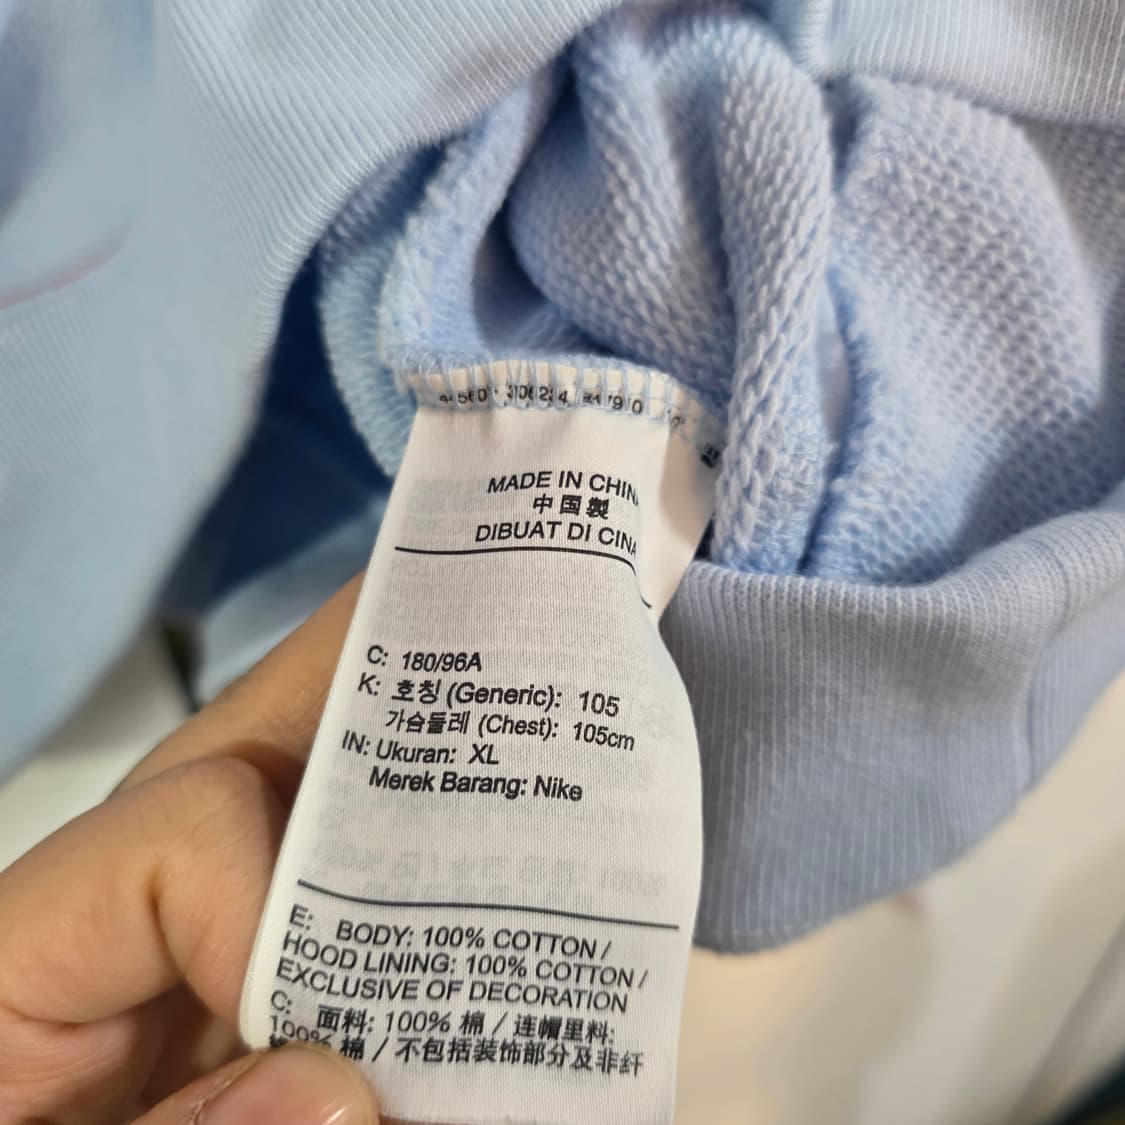 MADE IN CHIN
中国製
DIBUAT DI CINA
C: 180/96A
K: 호칭 (Generic): 105
가슴둘레 (Chest): 105cm
IN: Ukuran: XL
Merek Barang: Nike
E: BODY: 100% COTTON /
HOOD LINING: 100% COTTON /
EXCLUSIVE OF DECORATION
C: 面料: 100% 棉 / 连帽里料:
100% 棉 / 不包括装饰部分及非纤